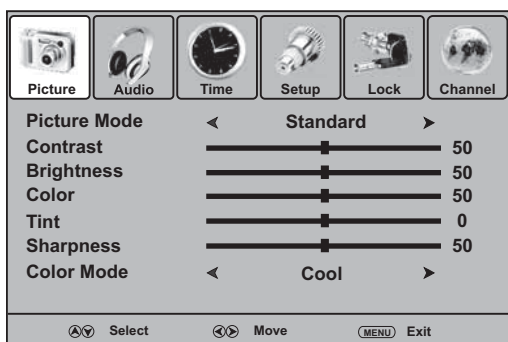 Picture Audio Time Setup Lock Channel
Picture Mode Standard
Contrast 50
Brightness 50
Color 50
Tint 0
Sharpness 50
Color Mode Cool
Select Move MENU Exit